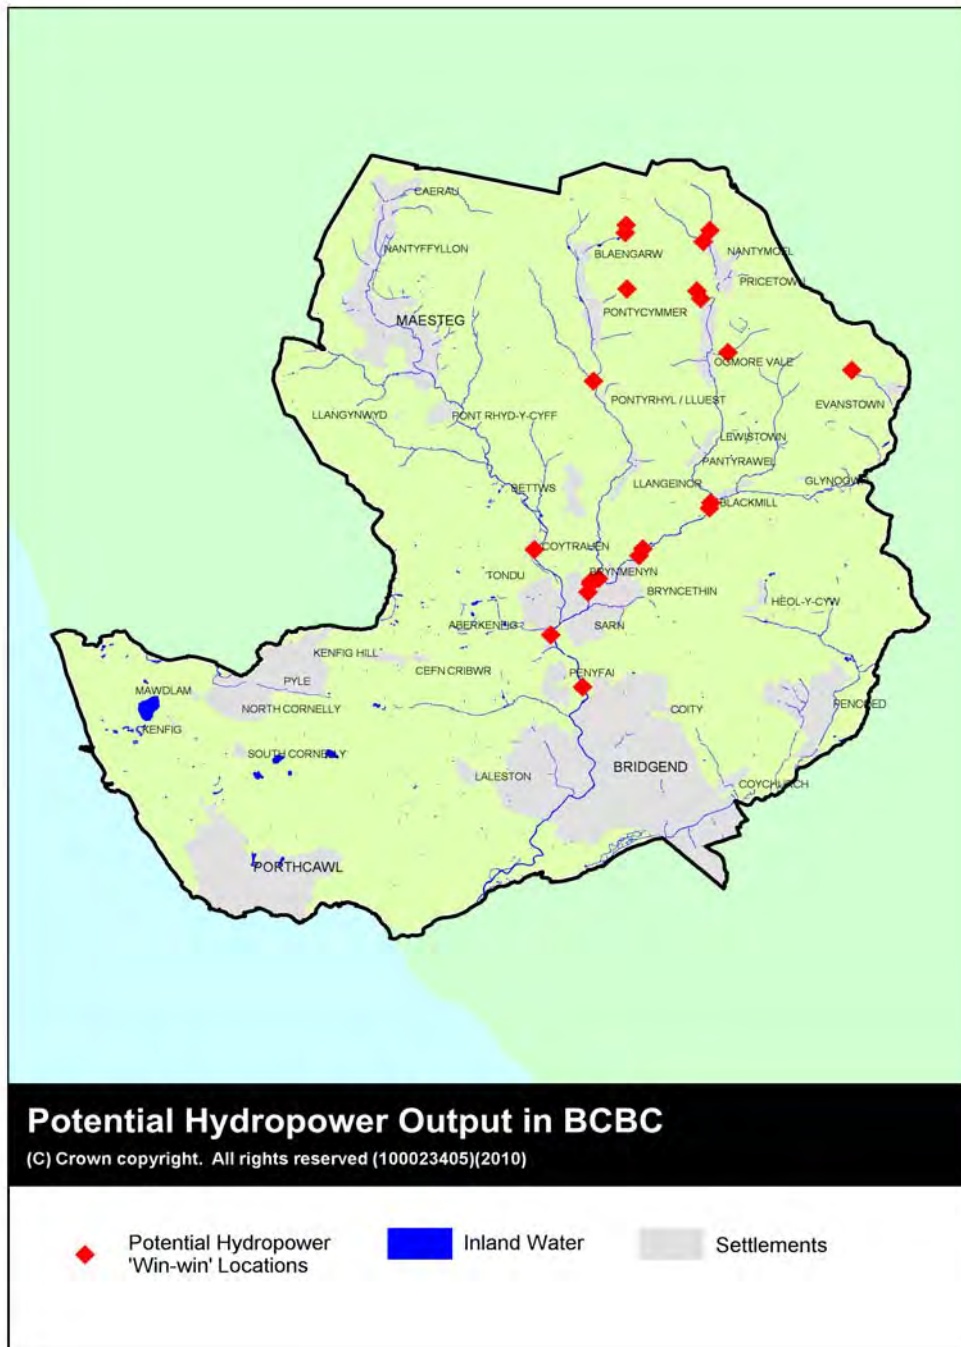 CAERAU
NANTYFFYLLON
BLAENGARW
NANTYMOEL
PRICETOWN
MAESTEG
PONTYCYMMER
OGMORE VALE
PONTYRHYL / LLUEST
EVANSTOWN
LLANGYNWYD
PONT RHYD-Y-CYFF
LEWISTOWN
PANTYRAWEL
BETTWS
LLANGEINOR
GLYNOGWR
BLACKMILL
COYTRAHEN
TONDU
BRYNMENYN
BRYNCETHIN
HEOL-Y-CYW
ABERKENFIG
SARN
KENFIG HILL
CEFN CRIBWR
PENYFAI
PYLE
MAWDLAM
NORTH CORNELLY
COITY
PENCOED
KENFIG
SOUTH CORNELLY
LALESTON
BRIDGEND
COYCHURCH
PORTHCAWL
Potential Hydropower Output in BCBC
(C) Crown copyright. All rights reserved (100023405)(2010)
Potential Hydropower
'Win-win' Locations
Inland Water
Settlements